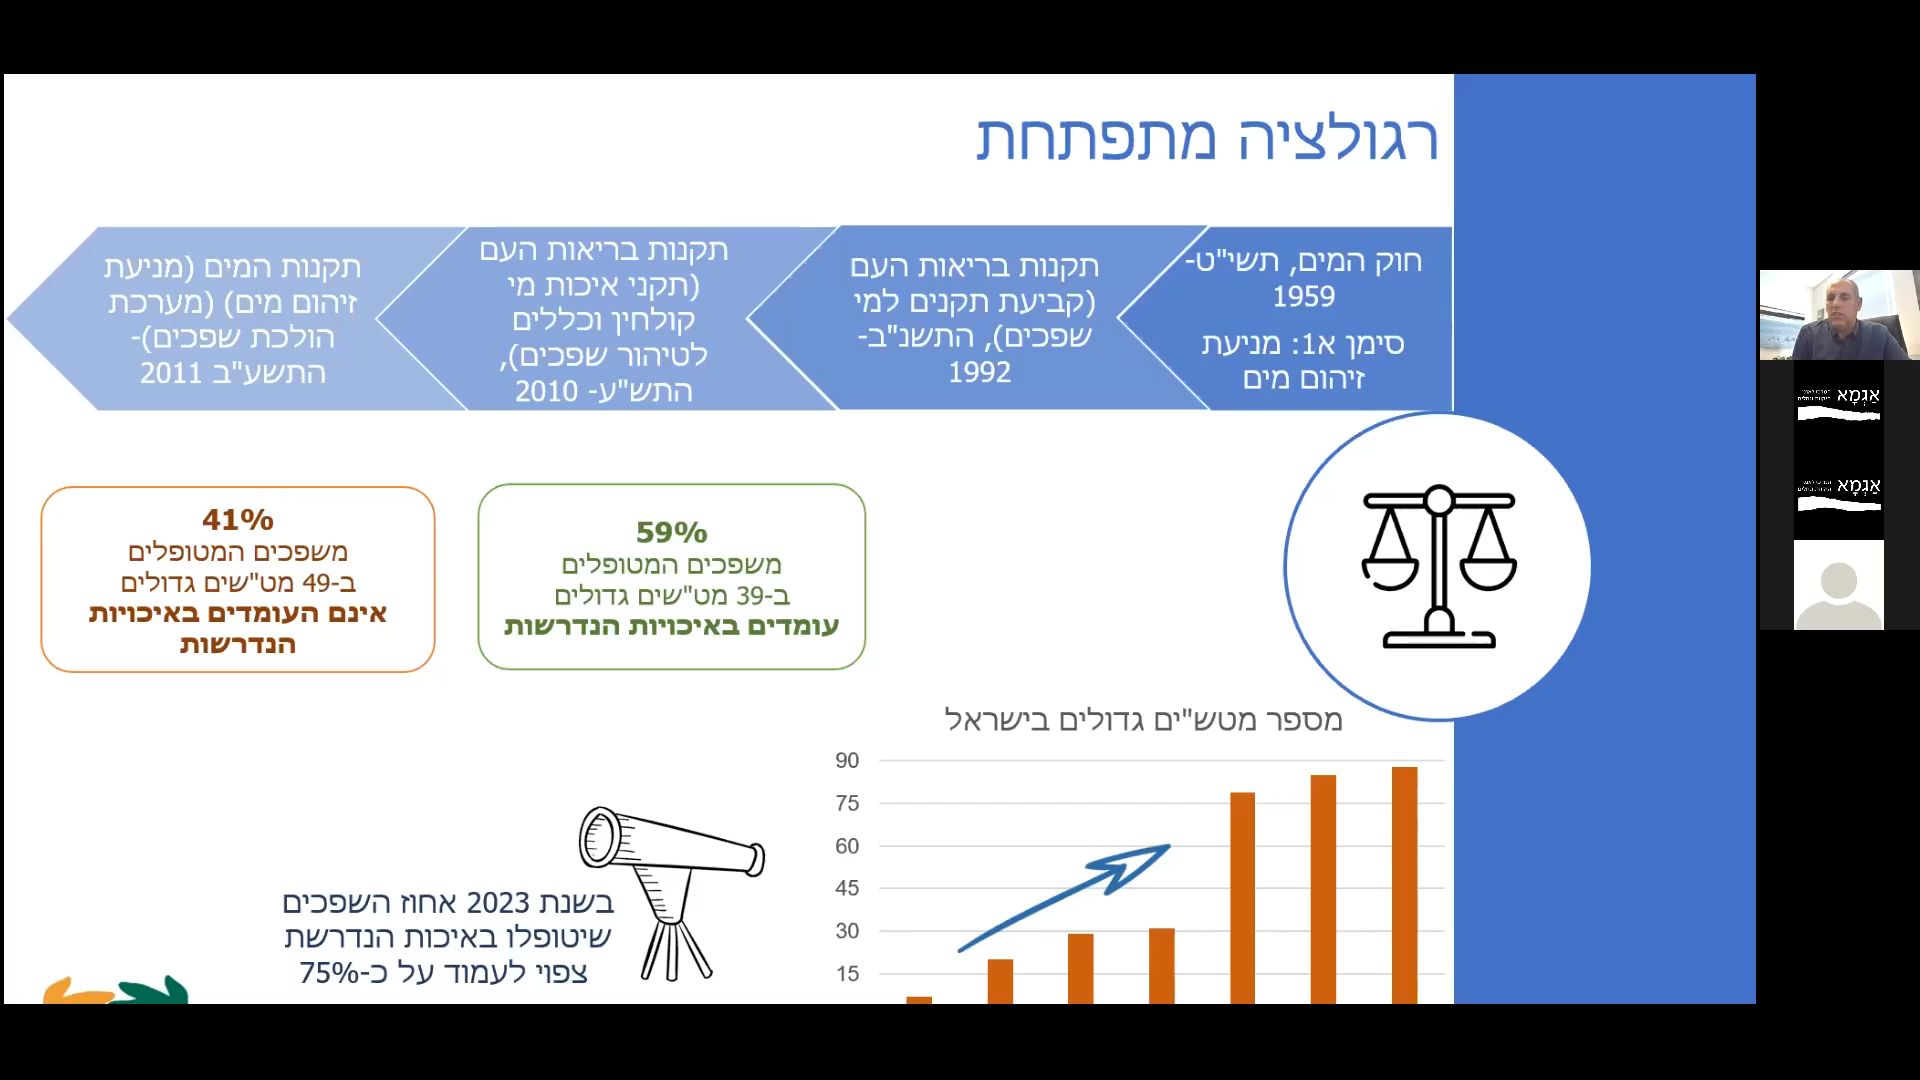 רגולציה מתפתחת
חוק המים, תשי"ט-
1959
סימן א1: מניעת
זיהום מים
תקנות בריאות העם
(קביעת תקנים למי
שפכים), התשנ"ב-
1992
תקנות בריאות העם
(תקני איכות מי
קולחין וכללים
לטיהור שפכים),
התש"ע- 2010
תקנות המים (מניעת
זיהום מים) (מערכת
הולכת שפכים)-
התשע"ב 2011
59%
משפכים המטופלים
ב-39 מט"שים גדולים
עומדים באיכויות הנדרשות
41%
משפכים המטופלים
ב-49 מט"שים גדולים
אינם העומדים באיכויות
הנדרשות
מספר מטש"ים גדולים בישראל
90
75
60
45
30
15
בשנת 2023 אחוז השפכים
שיטופלו באיכות הנדרשת
צפוי לעמוד על כ-75%
אַגְמָא
אַגְמָא